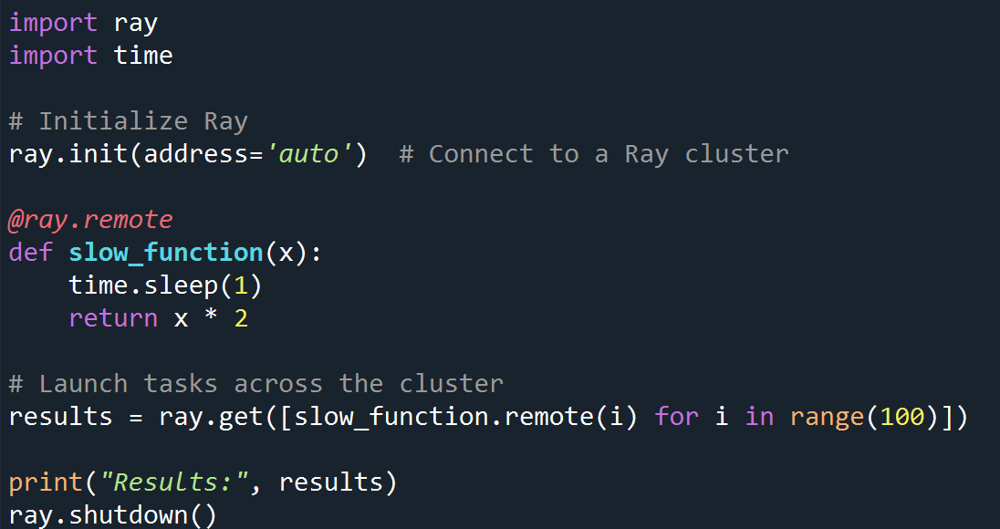 import ray
import time
# Initialize Ray
ray.init(address='auto')  # Connect to a Ray cluster
@ray.remote
def slow_function(x):
    time.sleep(1)
    return x * 2
# Launch tasks across the cluster
results = ray.get([slow_function.remote(i) for i in range(100)])
print("Results:", results)
ray.shutdown()